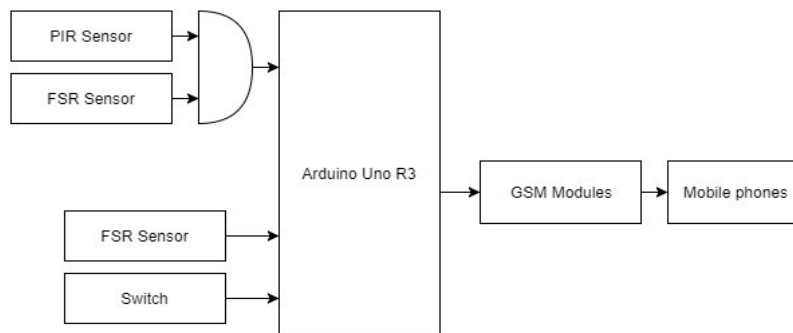 PIR Sensor
FSR Sensor
Arduino Uno R3
GSM Modules
Mobile phones
FSR Sensor
Switch